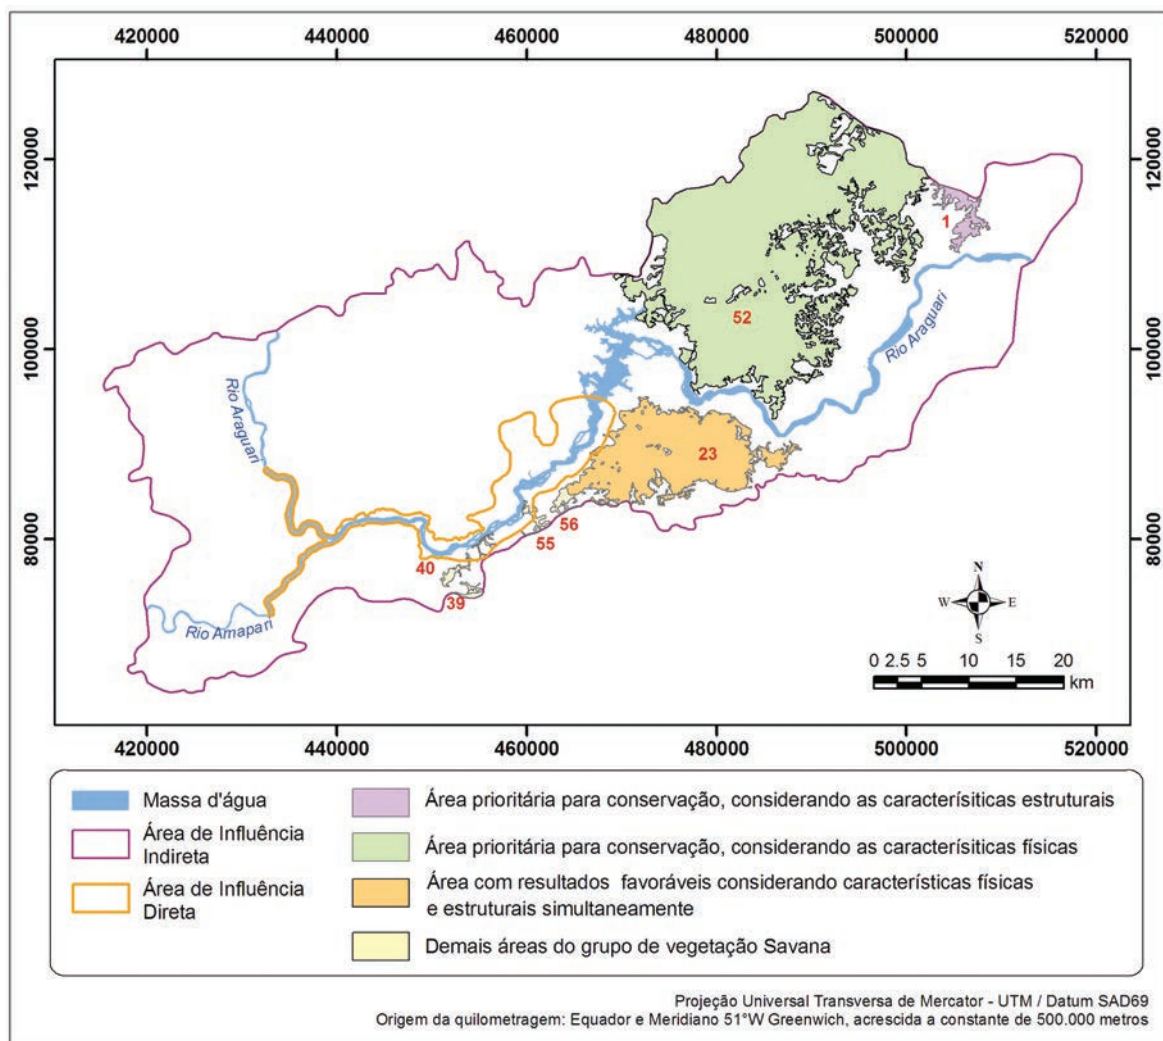 420000 440000 460000 480000 500000 520000
120000
120000
1
Rio Araguari
52
100000
100000
Rio Araguari
23
56
80000
80000
55
40
39
Rio Amapari
N
W E
S
0 2.5 5 10 15 20
km
420000 440000 460000 480000 500000 520000
Massa d'água
Área de Influência
Indireta
Área de Influência
Direta
Área prioritária para conservação, considerando as caracterísiticas estruturais
Área prioritária para conservação, considerando as caracterísiticas físicas
Área com resultados favoráveis considerando características físicas
e estruturais simultaneamente
Demais áreas do grupo de vegetação Savana
Projeção Universal Transversa de Mercator - UTM / Datum SAD69
Origem da quilometragem: Equador e Meridiano 51°W Greenwich, acrescida a constante de 500.000 metros